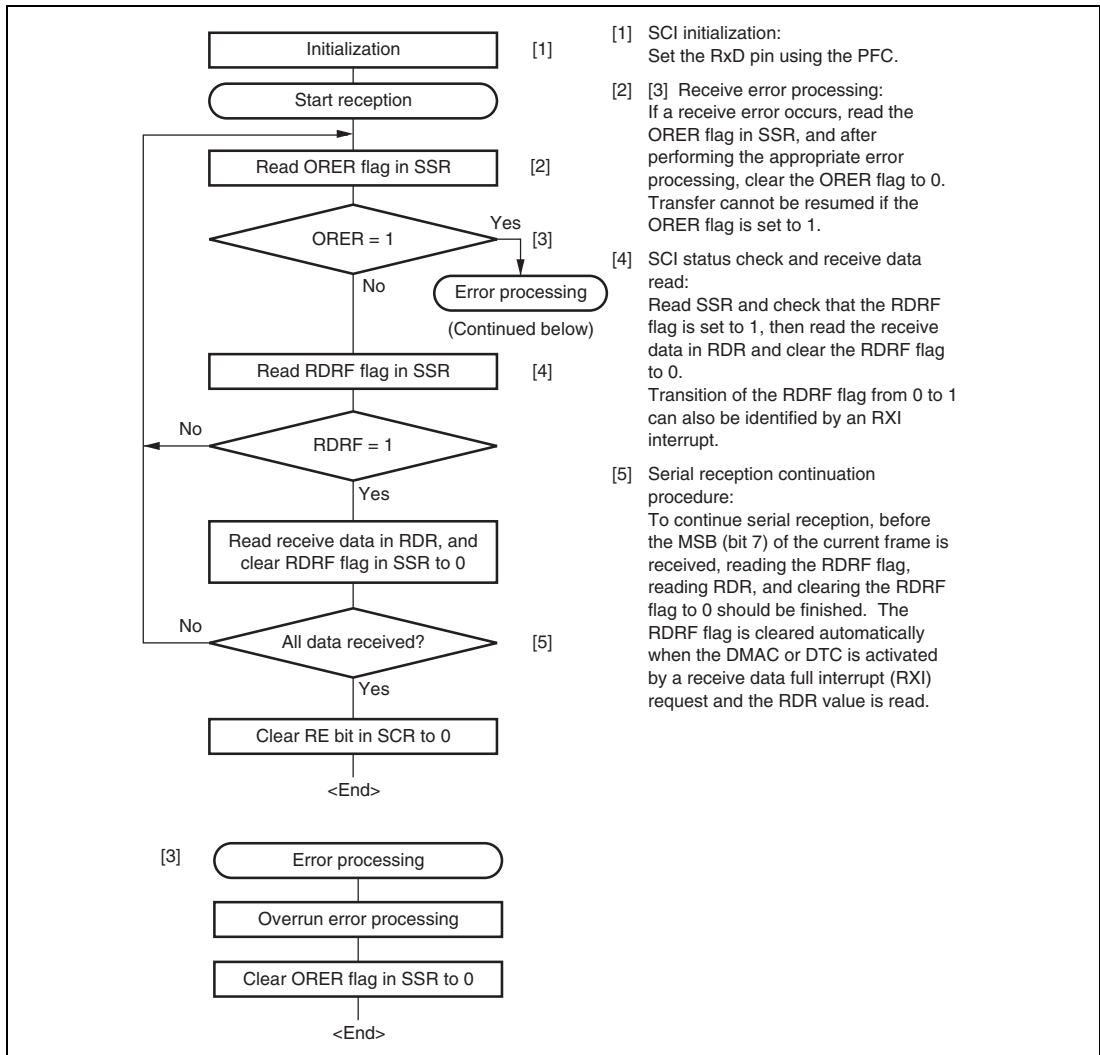 Initialization
[1]
Start reception
Read ORER flag in SSR
[2]
ORER = 1
Yes
[3]
No
Error processing
(Continued below)
Read RDRF flag in SSR
[4]
No
RDRF = 1
Yes
Read receive data in RDR, and
clear RDRF flag in SSR to 0
No
All data received?
[5]
Yes
Clear RE bit in SCR to 0
<End>
[3]
Error processing
Overrun error processing
Clear ORER flag in SSR to 0
<End>
[1] SCI initialization:
Set the RxD pin using the PFC.
[2] [3] Receive error processing:
If a receive error occurs, read the
ORER flag in SSR, and after
performing the appropriate error
processing, clear the ORER flag to 0.
Transfer cannot be resumed if the
ORER flag is set to 1.
[4] SCI status check and receive data
read:
Read SSR and check that the RDRF
flag is set to 1, then read the receive
data in RDR and clear the RDRF flag
to 0.
Transition of the RDRF flag from 0 to 1
can also be identified by an RXI
interrupt.
[5] Serial reception continuation
procedure:
To continue serial reception, before
the MSB (bit 7) of the current frame is
received, reading the RDRF flag,
reading RDR, and clearing the RDRF
flag to 0 should be finished. The
RDRF flag is cleared automatically
when the DMAC or DTC is activated
by a receive data full interrupt (RXI)
request and the RDR value is read.